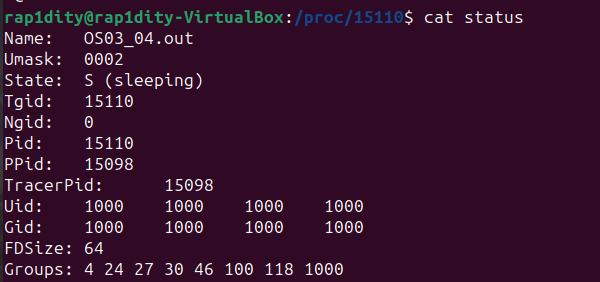 rap1dity@rap1dity-VirtualBox:/proc/15110$ cat status
Name:   OS03_04.out
Umask:  0002
State:  S (sleeping)
Tgid:   15110
Ngid:   0
Pid:    15110
PPid:   15098
TracerPid:      15098
Uid:    1000    1000    1000    1000
Gid:    1000    1000    1000    1000
FDSize: 64
Groups: 4 24 27 30 46 100 118 1000